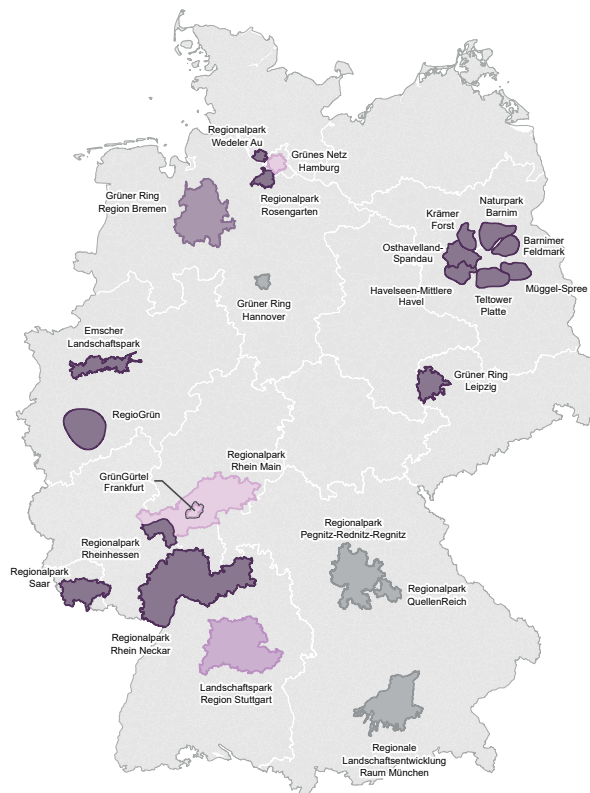 Regionalpark
Wedeler Au
Grünes Netz
Hamburg
Grüner Ring
Region Bremen
Regionalpark
Rosengarten
Naturpark
Barnim
Krämer
Forst
Barnimer
Feldmark
Osthavelland-
Spandau
Müggel-Spree
Havelseen-Mittlere
Havel
Teltower
Platte
Grüner Ring
Hannover
Emscher
Landschaftspark
Grüner Ring
Leipzig
RegioGrün
Regionalpark
Rhein Main
GrünGürtel
Frankfurt
Regionalpark
Pegnitz-Rednitz-Regnitz
Regionalpark
Rheinhessen
Regionalpark
Saar
Regionalpark
QuellenReich
Regionalpark
Rhein Neckar
Landschaftspark
Region Stuttgart
Regionale
Landschaftsentwicklung
Raum München